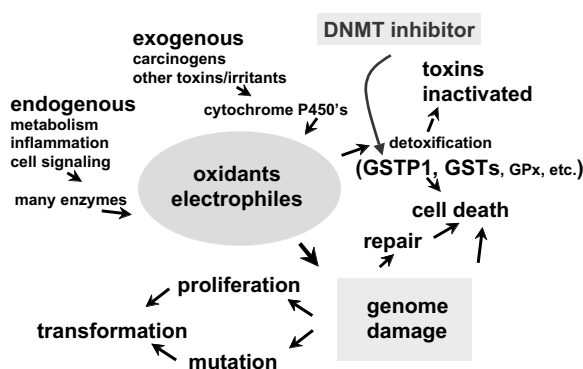 DNMT inhibitor
exogenous
carcinogens
other toxins/irritants
cytochrome P450's
endogenous
metabolism
inflammation
cell signaling
many enzymes
oxidants
electrophiles
toxins
inactivated
detoxification
(GSTP1, GSTs, GPx, etc.)
cell death
repair
genome
damage
proliferation
transformation
mutation